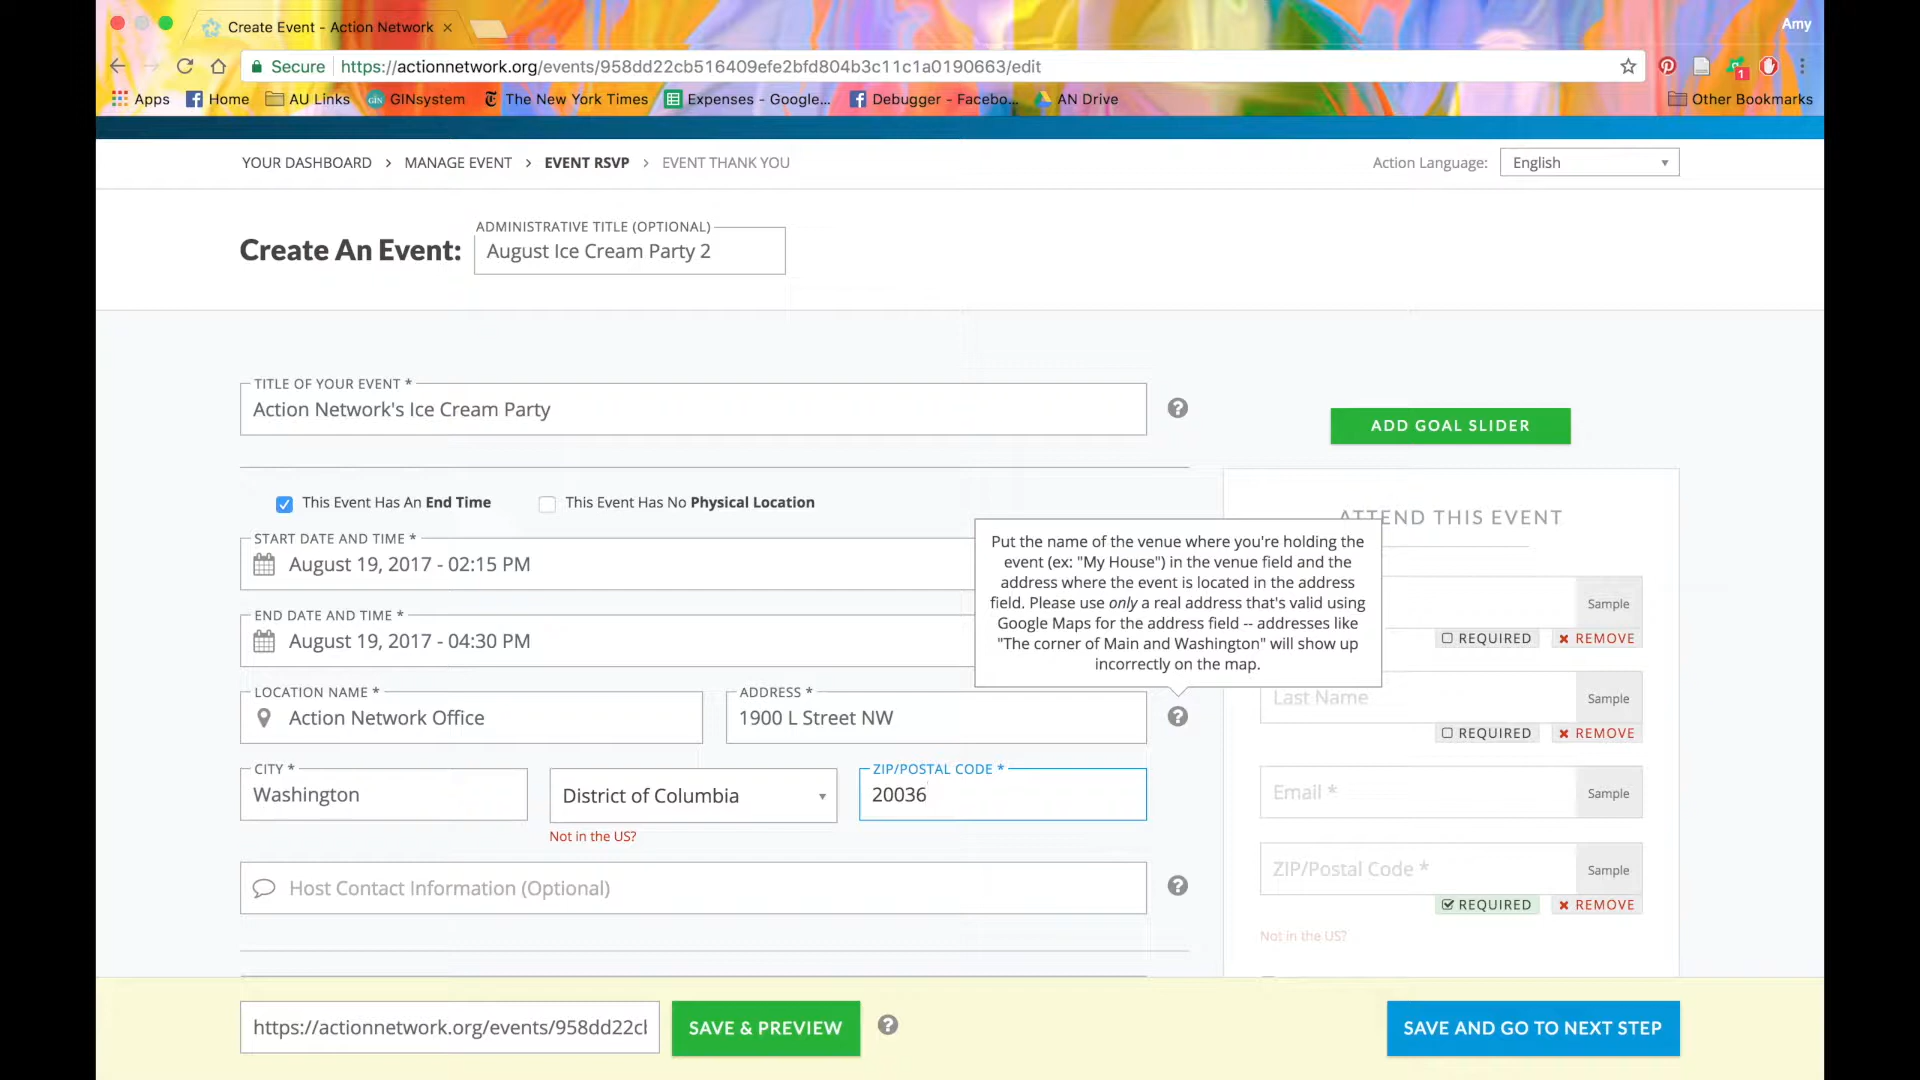 Create Event - Action Network
Amy
Secure https://actionnetwork.org/events/958dd22cb516409efe2bfd804b3c11c1a0190663/edit
1
Apps Home AU Links GIN GINsystem The New York Times Expenses - Google... Debugger - Facebo... AN Drive Other Bookmarks
YOUR DASHBOARD > MANAGE EVENT > EVENT RSVP > EVENT THANK YOU
Action Language: English
ADMINISTRATIVE TITLE (OPTIONAL)
Create An Event: August Ice Cream Party 2
TITLE OF YOUR EVENT *
Action Network's Ice Cream Party
ADD GOAL SLIDER
This Event Has An End Time This Event Has No Physical Location
START DATE AND TIME *
August 19, 2017 - 02:15 PM
END DATE AND TIME *
August 19, 2017 - 04:30 PM
Put the name of the venue where you're holding the
event (ex: "My House") in the venue field and the
address where the event is located in the address
field. Please use only a real address that's valid using
Google Maps for the address field -- addresses like
"The corner of Main and Washington" will show up
incorrectly on the map.
LOCATION NAME *
Action Network Office
ADDRESS *
1900 L Street NW
CITY *
Washington
District of Columbia
Not in the US?
ZIP/POSTAL CODE *
20036
Host Contact Information (Optional)
ATTEND THIS EVENT
Sample
REQUIRED REMOVE
Last Name Sample
REQUIRED REMOVE
Email * Sample
ZIP/Postal Code * Sample
REQUIRED REMOVE
Not in the US?
https://actionnetwork.org/events/958dd22cl
SAVE & PREVIEW
SAVE AND GO TO NEXT STEP